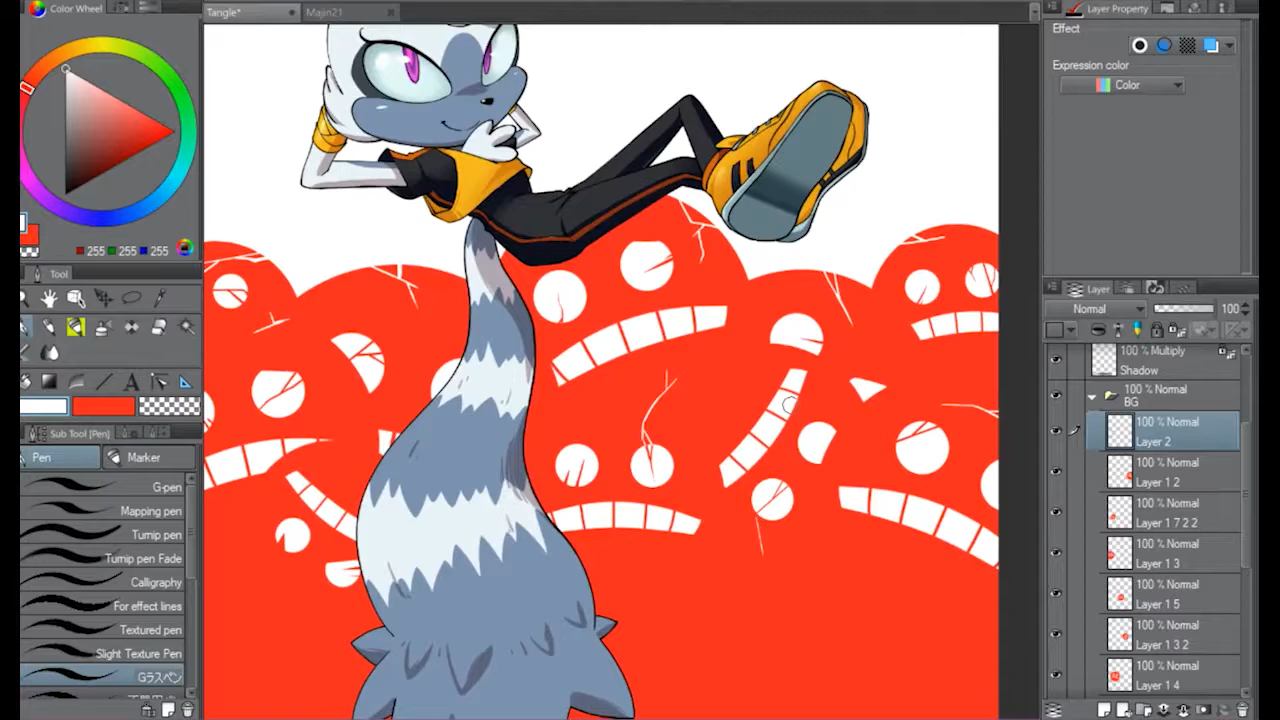 Color Wheel
Tangle*
Majin21
Layer Property
Effect
Expression color
Color
255 255 255
Tool
Layer
Normal
100
100 % Multiply
Shadow
100 % Normal
BG
100 % Normal
Layer 2
100 % Normal
Layer 1 2
100 % Normal
Layer 1 7 2 2
100 % Normal
Layer 1 3
100 % Normal
Layer 1 5
100 % Normal
Layer 1 3 2
100 % Normal
Layer 1 4
Sub Tool [Pen]
Pen
Marker
G-pen
Mapping pen
Turnip pen
Turnip pen Fade
Calligraphy
For effect lines
Textured pen
Slight Texture Pen
Gラスペン